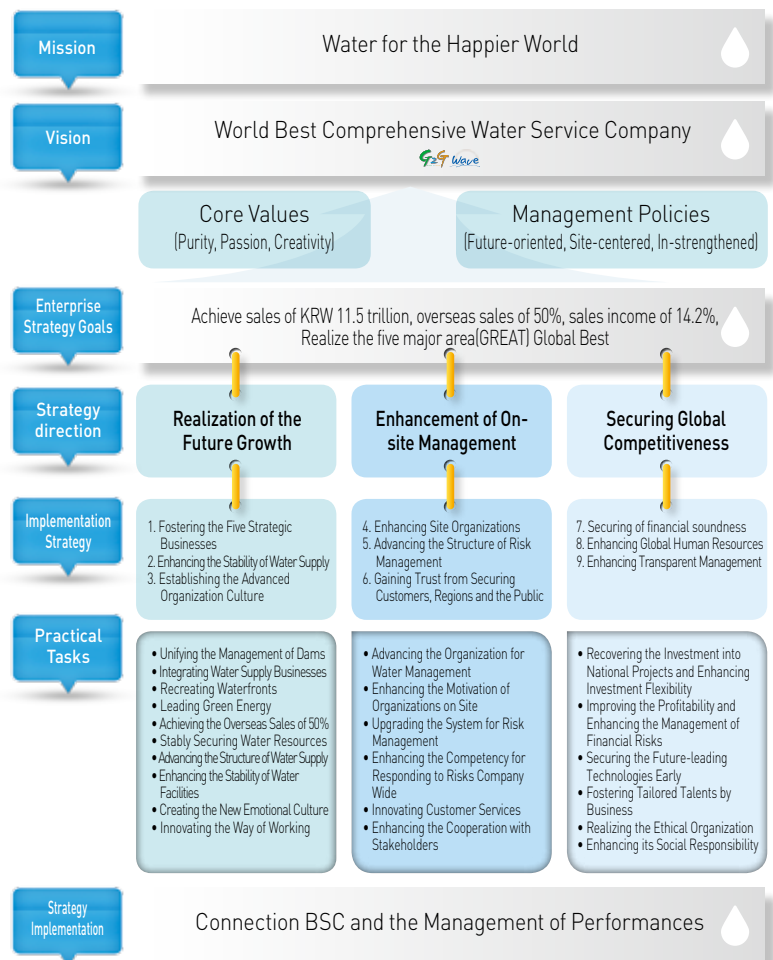 Mission
Water for the Happier World
Vision
World Best Comprehensive Water Service Company
G2G Wave
Core Values
(Purity, Passion, Creativity)
Management Policies
(Future-oriented, Site-centered, In-strengthened)
Enterprise
Strategy Goals
Achieve sales of KRW 11.5 trillion, overseas sales of 50%, sales income of 14.2%,
Realize the five major area(GREAT) Global Best
Strategy
direction
Realization of the
Future Growth
Enhancement of On-
site Management
Securing Global
Competitiveness
Implementation
Strategy
1. Fostering the Five Strategic
Businesses
2. Enhancing the Stability of Water Supply
3. Establishing the Advanced
Organization Culture
4. Enhancing Site Organizations
5. Advancing the Structure of Risk
Management
6. Gaining Trust from Securing
Customers, Regions and the Public
7. Securing of financial soundness
8. Enhancing Global Human Resources
9. Enhancing Transparent Management
Practical
Tasks
• Unifying the Management of Dams
• Integrating Water Supply Businesses
• Recreating Waterfronts
• Leading Green Energy
• Achieving the Overseas Sales of 50%
• Stably Securing Water Resources
• Advancing the Structure of Water Supply
• Enhancing the Stability of Water
Facilities
• Creating the New Emotional Culture
• Innovating the Way of Working
• Advancing the Organization for
Water Management
• Enhancing the Motivation of
Organizations on Site
• Upgrading the System for Risk
Management
• Enhancing the Competency for
Responding to Risks Company
Wide
• Innovating Customer Services
• Enhancing the Cooperation with
Stakeholders
• Recovering the Investment into
National Projects and Enhancing
Investment Flexibility
• Improving the Profitability and
Enhancing the Management of
Financial Risks
• Securing the Future-leading
Technologies Early
• Fostering Tailored Talents by
Business
• Realizing the Ethical Organization
• Enhancing its Social Responsibility
Strategy
Implementation
Connection BSC and the Management of Performances